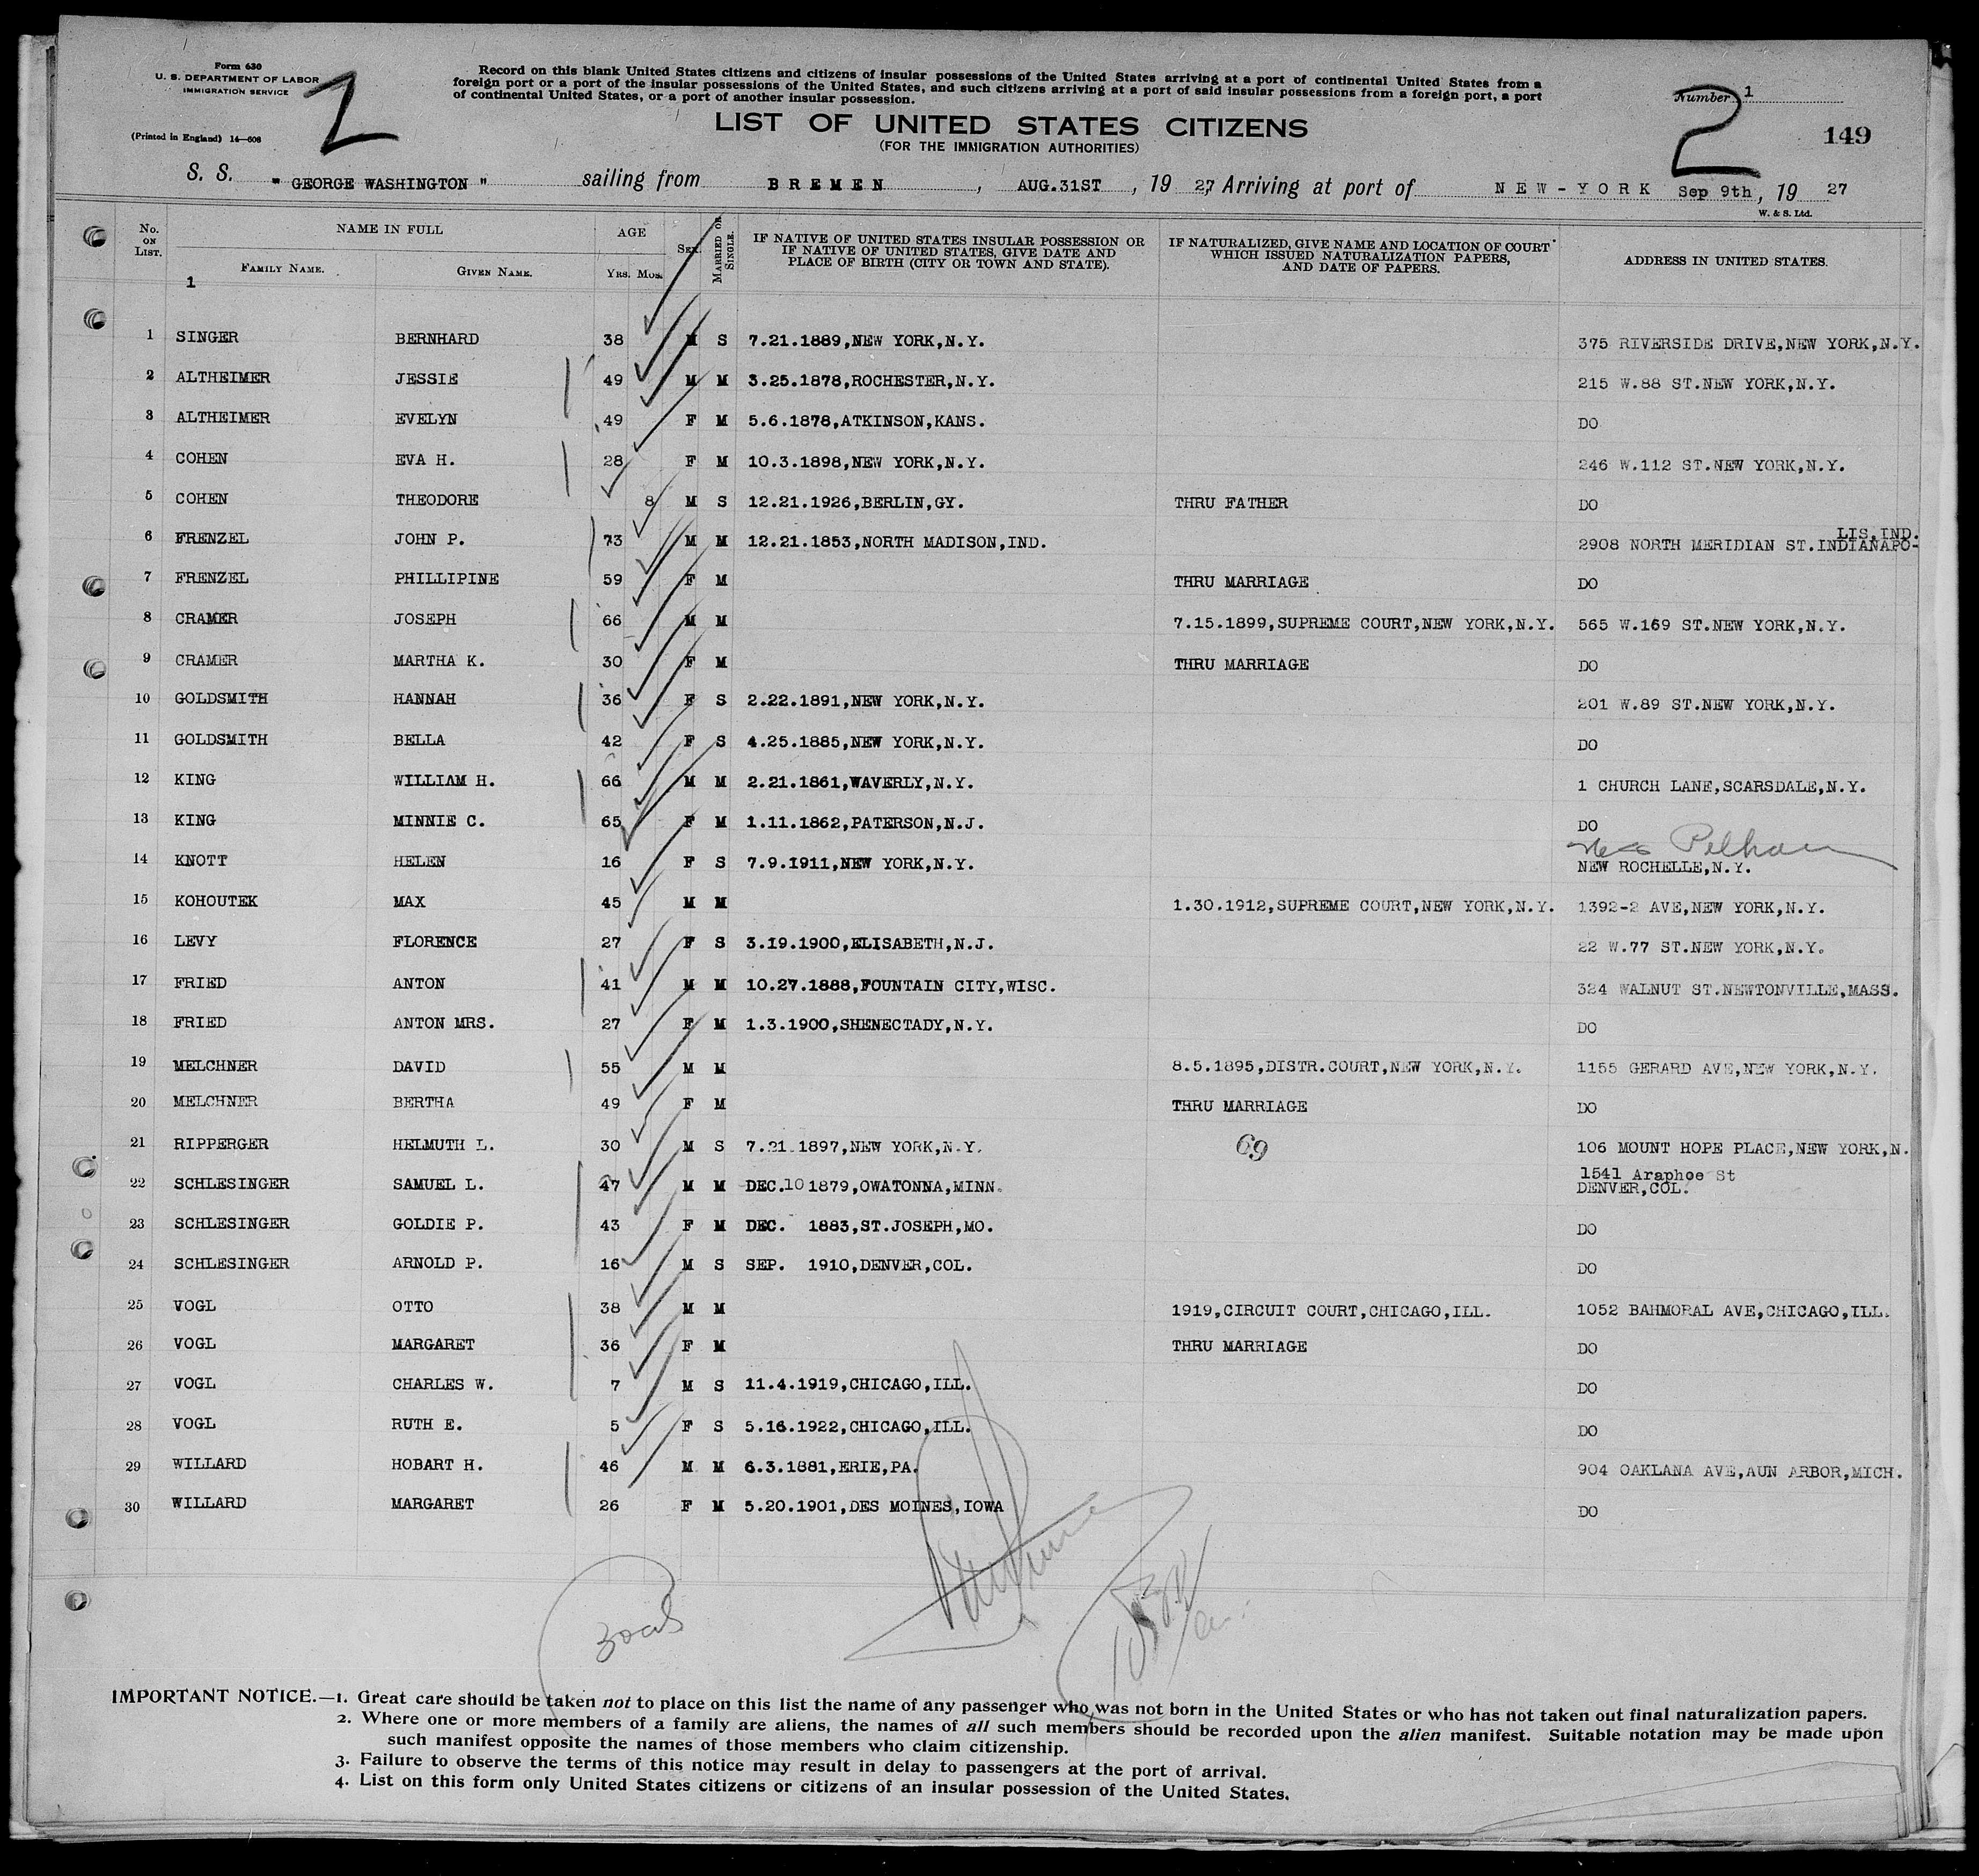 Form 630
U. S. DEPARTMENT OF LABOR
IMMIGRATION SERVICE
(Printed in England) 14—608
2
Record on this blank United States citizens and citizens of insular possessions of the United States arriving at a port of continental United States from a
foreign port or a port of the insular possessions of the United States, and such citizens arriving at a port of said insular possessions from a foreign port, a port
of continental United States, or a port of another insular possession.
Number 1
2
149
LIST OF UNITED STATES CITIZENS
(FOR THE IMMIGRATION AUTHORITIES)
S. S. "GEORGE WASHINGTON" sailing from BREMEN, AUG.31ST, 1927, Arriving at port of NEW-YORK Sep 9th, 1927
W. & S. Ltd.
No. ON LIST. NAME IN FULL AGE SEX. MARRIED OR SINGLE. IF NATIVE OF UNITED STATES INSULAR POSSESSION OR IF NATIVE OF UNITED STATES, GIVE DATE AND PLACE OF BIRTH (CITY OR TOWN AND STATE). IF NATURALIZED, GIVE NAME AND LOCATION OF COURT WHICH ISSUED NATURALIZATION PAPERS, AND DATE OF PAPERS. ADDRESS IN UNITED STATES.
FAMILY NAME. GIVEN NAME. YRS. MOS.
1
1 SINGER BERNHARD 38 M S 7.21.1889,NEW YORK,N.Y. 375 RIVERSIDE DRIVE,NEW YORK,N.Y.
2 ALTHEIMER JESSIE 49 M M 3.25.1878,ROCHESTER,N.Y. 215 W.88 ST.NEW YORK,N.Y.
3 ALTHEIMER EVELYN 49 F M 5.6.1878,ATKINSON,KANS. DO
4 COHEN EVA H. 28 F M 10.3.1898,NEW YORK,N.Y. 246 W.112 ST.NEW YORK,N.Y.
5 COHEN THEODORE 8 M S 12.21.1926,BERLIN,GY. THRU FATHER DO
6 FRENZEL JOHN P. 73 M M 12.21.1853,NORTH MADISON,IND. 2908 NORTH MERIDIAN ST.INDIANAPO-LIS,IND.
7 FRENZEL PHILLIPINE 59 F M THRU MARRIAGE DO
8 CRAMER JOSEPH 66 M M 7.15.1899,SUPREME COURT,NEW YORK,N.Y. 565 W.169 ST.NEW YORK,N.Y.
9 CRAMER MARTHA K. 30 F M THRU MARRIAGE DO
10 GOLDSMITH HANNAH 36 F S 2.22.1891,NEW YORK,N.Y. 201 W.89 ST.NEW YORK,N.Y.
11 GOLDSMITH BELLA 42 F S 4.25.1885,NEW YORK,N.Y. DO
12 KING WILLIAM H. 66 M M 2.21.1861,WAVERLY,N.Y. 1 CHURCH LANE,SCARSDALE,N.Y.
13 KING MINNIE C. 65 F M 1.11.1862,PATERSON,N.J. DO
Pelham
14 KNOTT HELEN 16 F S 7.9.1911,NEW YORK,N.Y. NEW ROCHELLE,N.Y.
15 KOHOUTEK MAX 45 M M 1.30.1912,SUPREME COURT,NEW YORK,N.Y. 1392-2 AVE,NEW YORK,N.Y.
16 LEVY FLORENCE 27 F S 3.19.1900,ELISABETH,N.J. 22 W.77 ST.NEW YORK,N.Y.
17 FRIED ANTON 41 M M 10.27.1888,FOUNTAIN CITY,WISC. 324 WALNUT ST.NEWTONVILLE,MASS.
18 FRIED ANTON MRS. 27 F M 1.3.1900,SHENECTADY,N.Y. DO
19 MELCHNER DAVID 55 M M 8.5.1895,DISTR.COURT,NEW YORK,N.Y. 1155 GERARD AVE,NEW YORK,N.Y.
20 MELCHNER BERTHA 49 F M THRU MARRIAGE DO
21 RIPPERGER HELMUTH L. 30 M S 7.21.1897,NEW YORK,N.Y. 69 106 MOUNT HOPE PLACE,NEW YORK,N.
1541 Araphoe St
22 SCHLESINGER SAMUEL L. 47 M M DEC.10 1879,OWATONNA,MINN. DENVER,COL.
23 SCHLESINGER GOLDIE P. 43 F M DEC. 1883,ST.JOSEPH,MO. DO
24 SCHLESINGER ARNOLD P. 16 M S SEP. 1910,DENVER,COL. DO
25 VOGL OTTO 38 M M 1919,CIRCUIT COURT,CHICAGO,ILL. 1052 BAHMORAL AVE,CHICAGO,ILL.
26 VOGL MARGARET 36 F M THRU MARRIAGE DO
27 VOGL CHARLES W. 7 M S 11.4.1919,CHICAGO,ILL. DO
28 VOGL RUTH E. 5 F S 5.16.1922,CHICAGO,ILL. DO
29 WILLARD HOBART H. 46 M M 6.3.1881,ERIE,PA. 904 OAKLANA AVE,AUN ARBOR,MICH.
30 WILLARD MARGARET 26 F M 5.20.1901,DES MOINES,IOWA DO
IMPORTANT NOTICE.—1. Great care should be taken not to place on this list the name of any passenger who was not born in the United States or who has not taken out final naturalization papers.
2. Where one or more members of a family are aliens, the names of all such members should be recorded upon the alien manifest. Suitable notation may be made upon
such manifest opposite the names of those members who claim citizenship.
3. Failure to observe the terms of this notice may result in delay to passengers at the port of arrival.
4. List on this form only United States citizens or citizens of an insular possession of the United States.